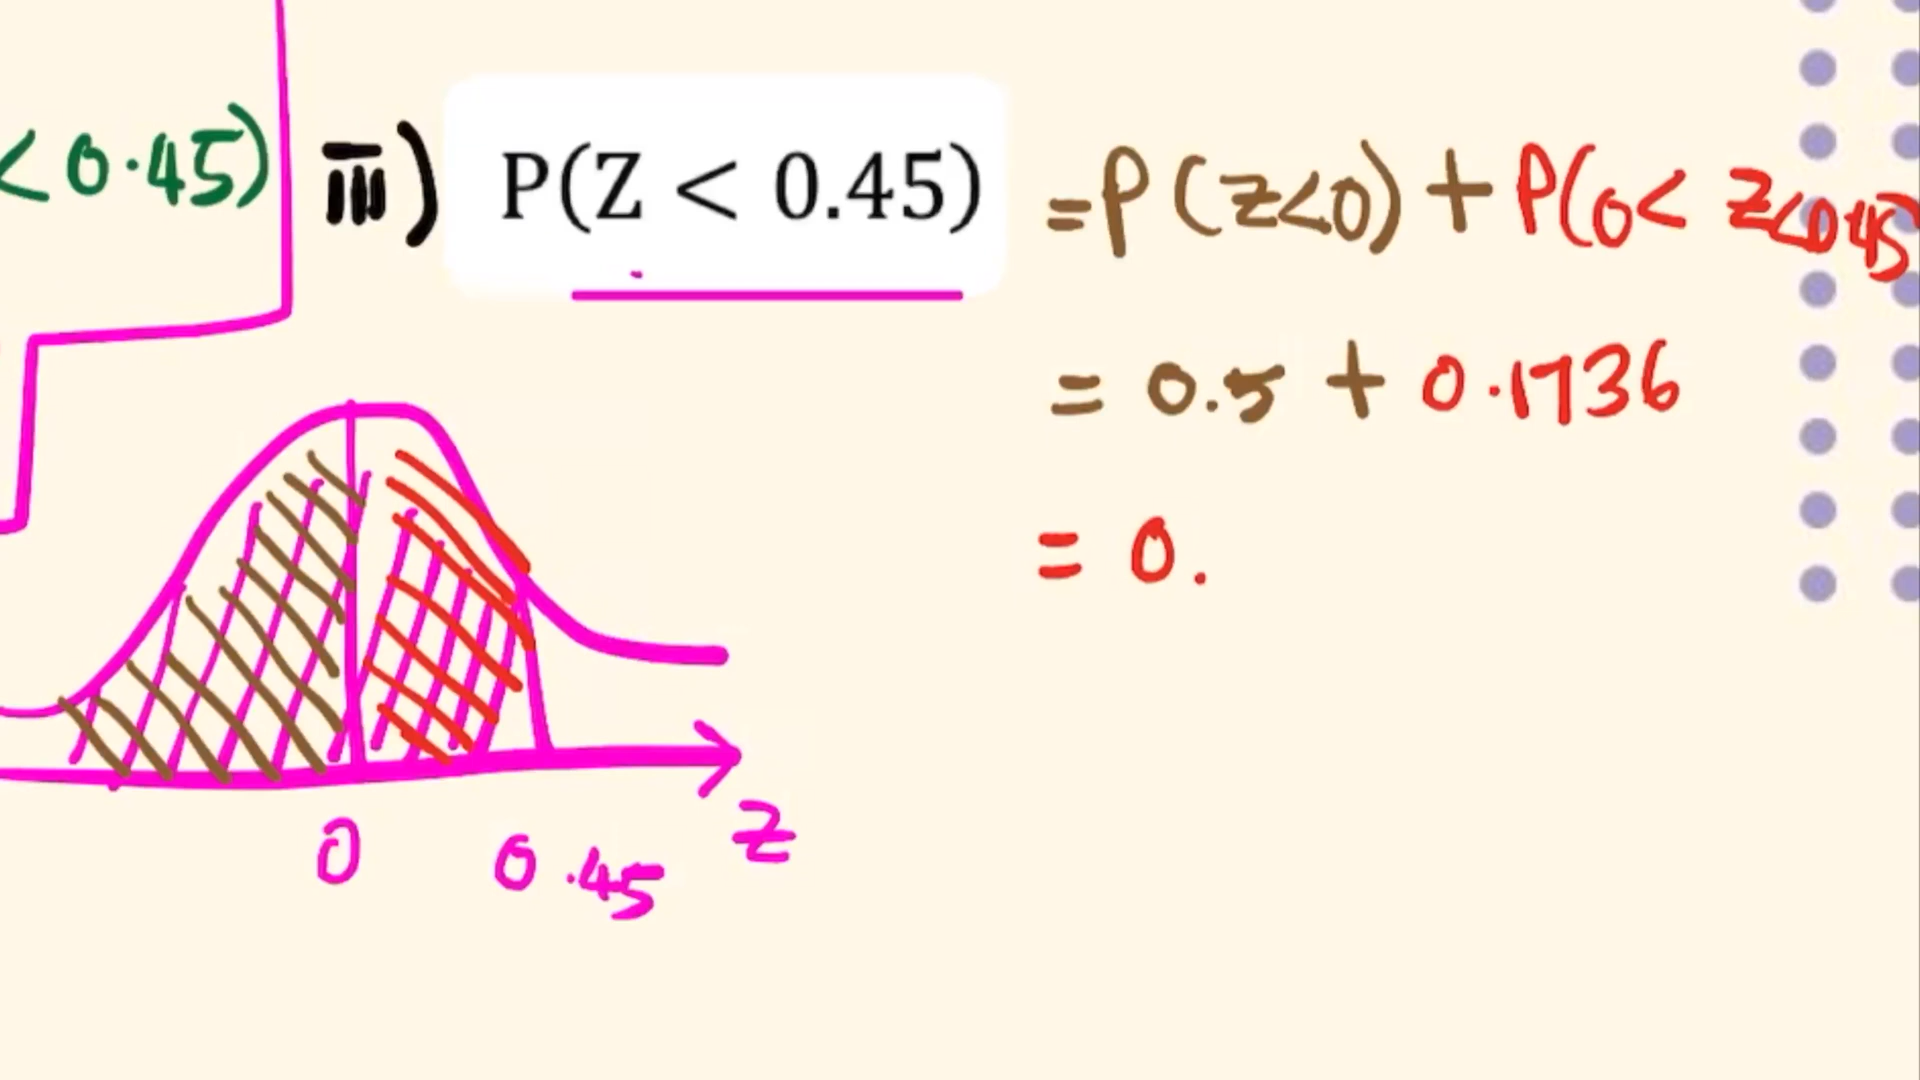 < 0.45)
iii) P(Z < 0.45) = P(Z<0) + P(0< Z<0.45)
= 0.5 + 0.1736
= 0.
0 0.45 Z